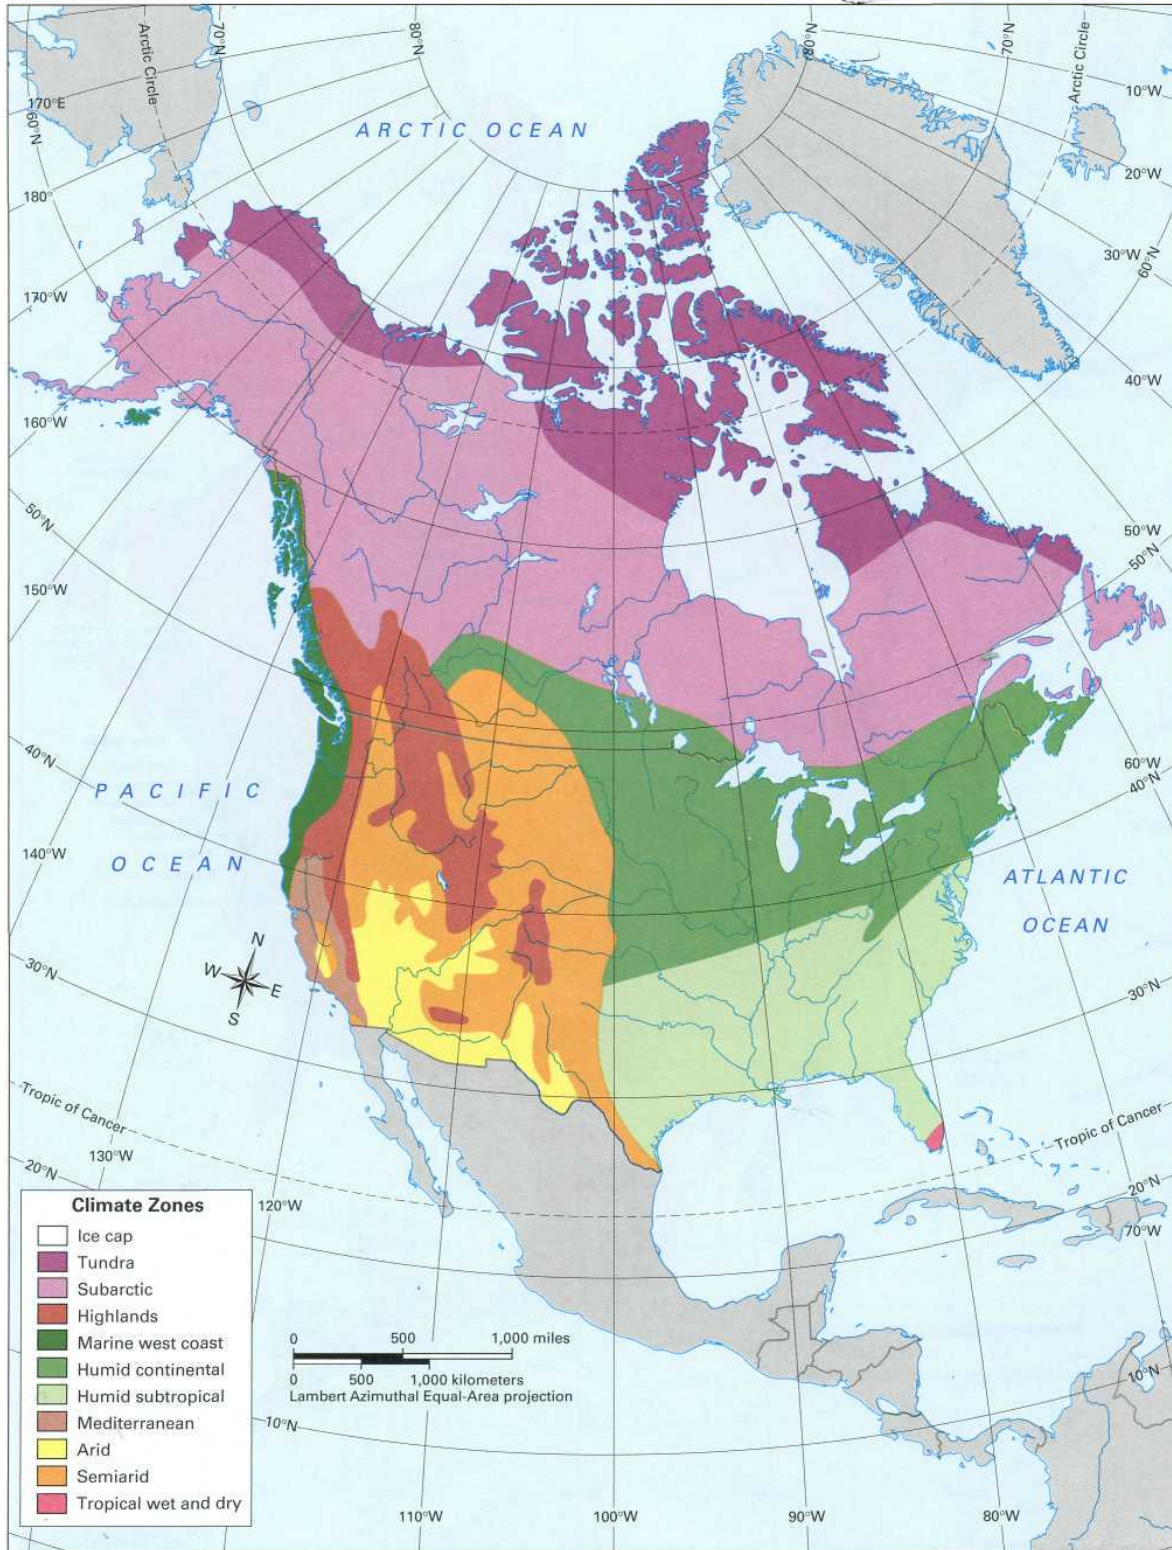 70°N
80°N
80°N
70°N
Arctic Circle
Arctic Circle
170°E
60°N
10°W
ARCTIC OCEAN
20°W
180°
30°W
60°N
170°W
40°W
160°W
50°N
50°W
50°N
150°W
40°N
60°W
40°N
PACIFIC
OCEAN
140°W
ATLANTIC
OCEAN
N
W
E
S
30°N
30°N
Tropic of Cancer
Tropic of Cancer
130°W
20°N
20°N
70°W
120°W
Climate Zones
Ice cap
Tundra
Subarctic
Highlands
Marine west coast
Humid continental
Humid subtropical
Mediterranean
Arid
Semiarid
Tropical wet and dry
0 500 1,000 miles
0 500 1,000 kilometers
Lambert Azimuthal Equal-Area projection
10°N
10°N
110°W
100°W
90°W
80°W